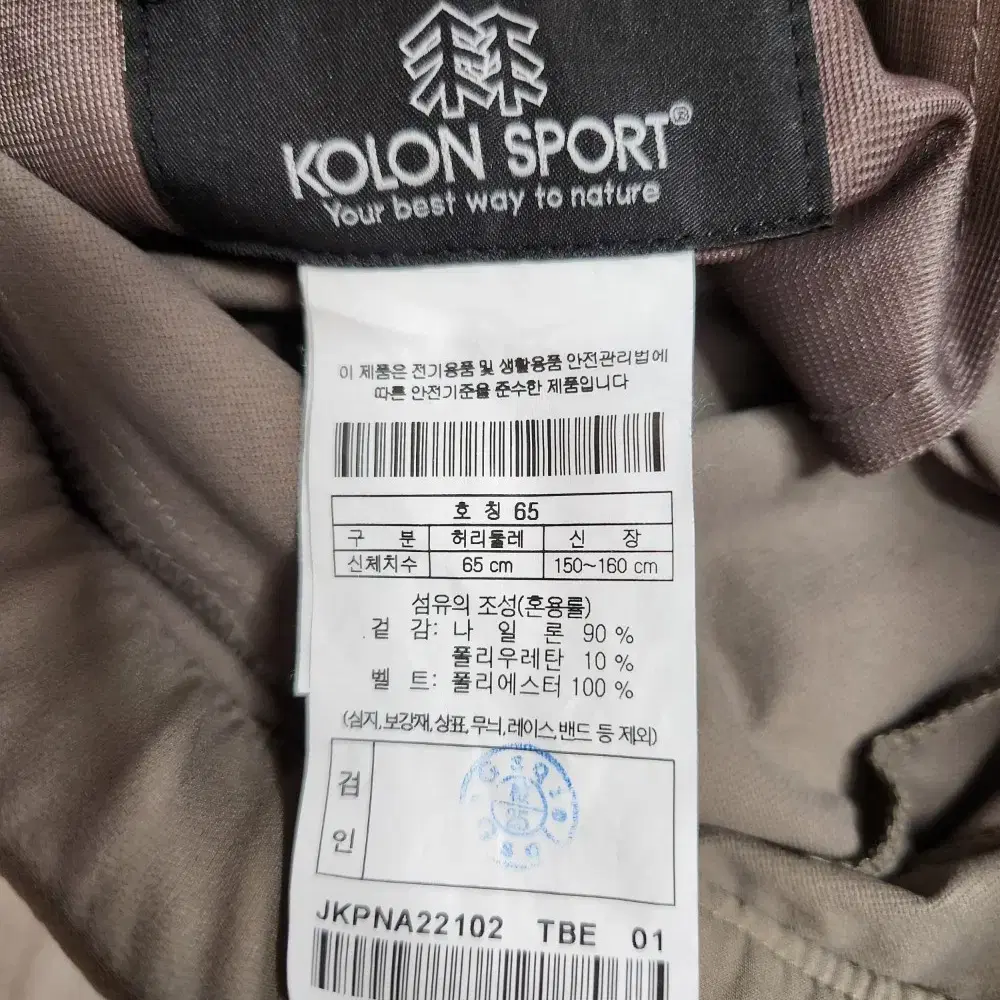 KOLON SPORT®
Your best way to nature
이 제품은 전기용품 및 생활용품 안전관리법에
따른 안전기준을 준수한 제품입니다
호 칭 65
구 분 허리둘레 신 장
신체치수 65 cm 150~160 cm
섬유의 조성(혼용률)
겉 감: 나 일 론 90 %
폴리우레탄 10 %
벨 트: 폴리에스터 100 %
(심지,보강재,상표,무늬,레이스,밴드 등 제외)
검
인
JKPNA22102 TBE 01